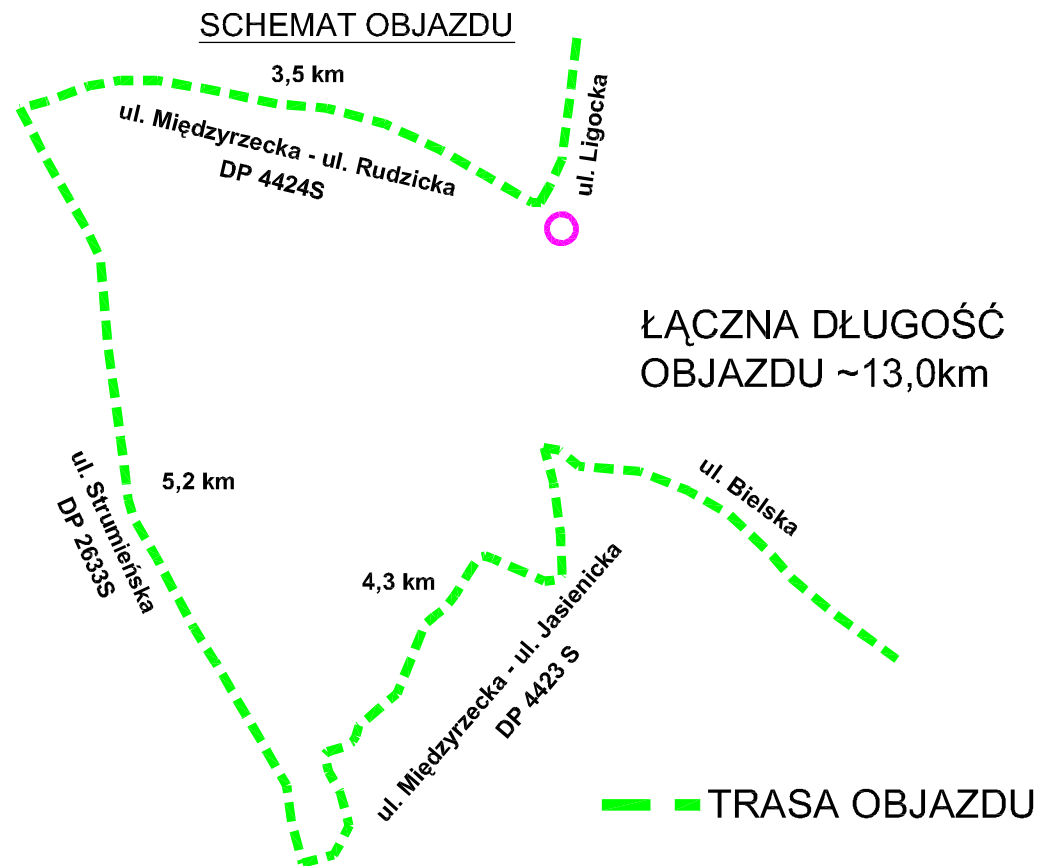 SCHEMAT OBJAZDU
3,5 km
ul. Międzyrzecka - ul. Rudzicka
DP 4424S
ul. Ligocka
ŁĄCZNA DŁUGOŚĆ
OBJAZDU ~13,0km
ul. Strumieńska
DP 2633S
5,2 km
4,3 km
ul. Międzyrzecka - ul. Jasienicka
DP 4423 S
ul. Bielska
TRASA OBJAZDU